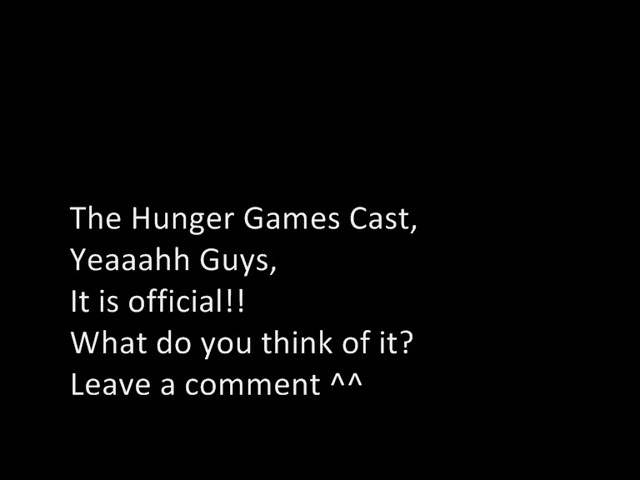 The Hunger Games Cast,
Yeaaahh Guys,
It is official!!
What do you think of it?
Leave a comment ^^